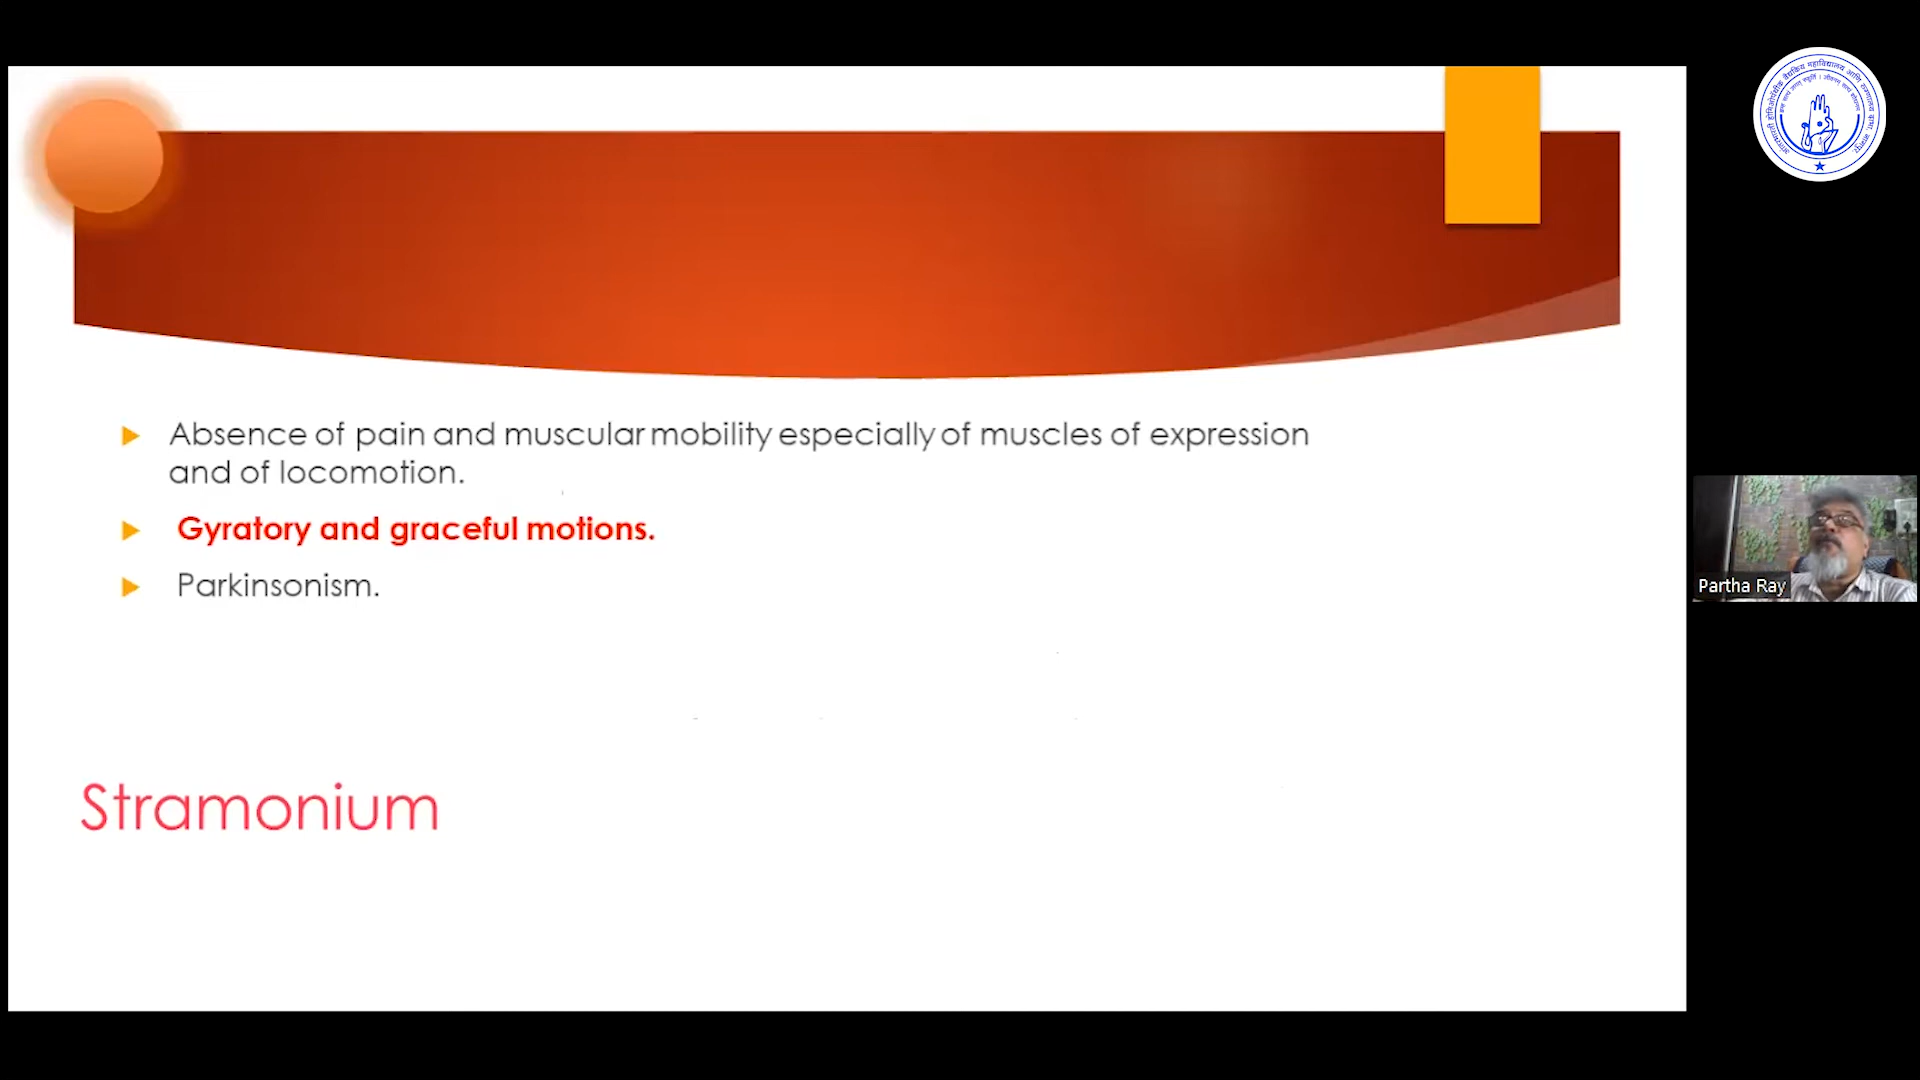 Absence of pain and muscular mobility especially of muscles of expression
and of locomotion.
Gyratory and graceful motions.
Parkinsonism.
Stramonium
Partha Ray